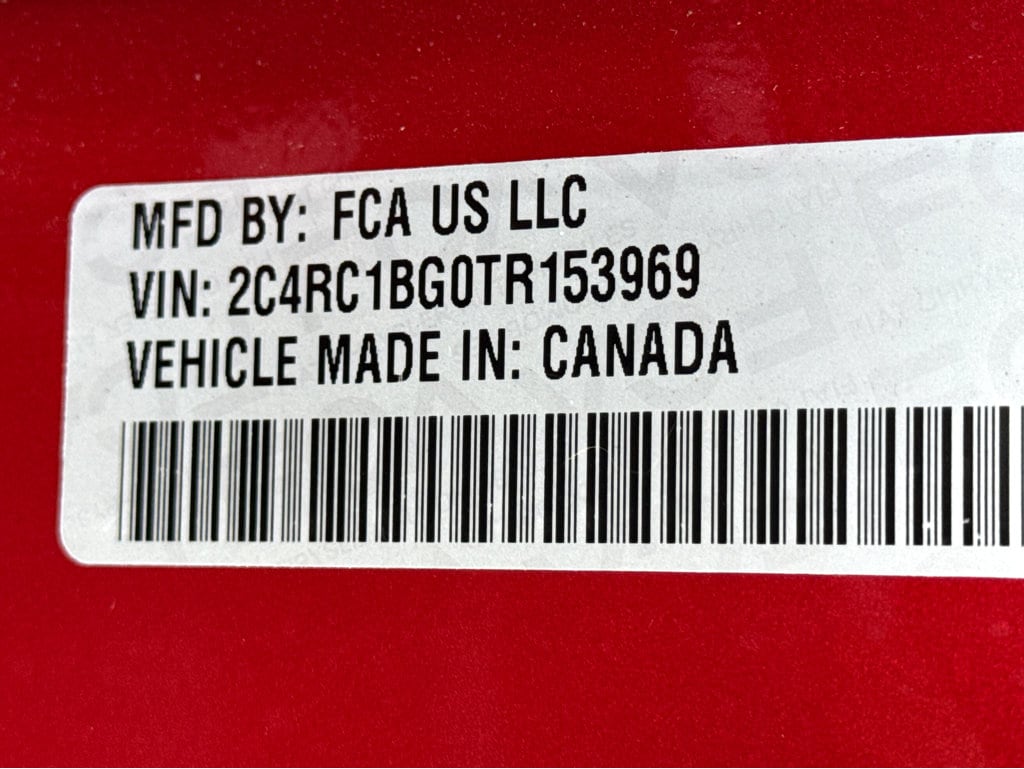 MFD BY: FCA US LLC
VIN: 2C4RC1BG0TR153969
VEHICLE MADE IN: CANADA